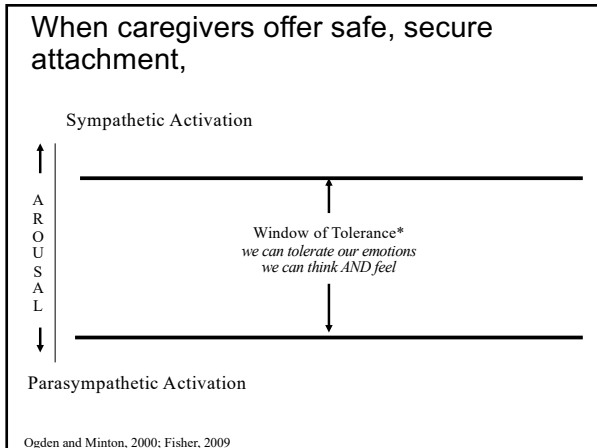 When caregivers offer safe, secure
attachment,
Sympathetic Activation
A
R
O
U
S
A
L
Window of Tolerance*
we can tolerate our emotions
we can think AND feel
Parasympathetic Activation
Ogden and Minton, 2000; Fisher, 2009